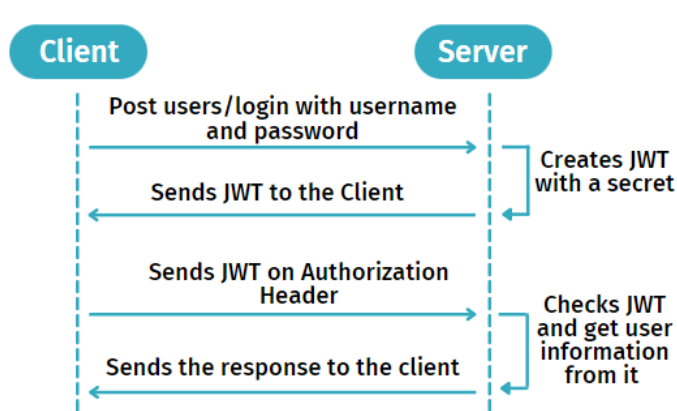 Client
Server
Post users/login with username
and password
Creates JWT
with a secret
Sends JWT to the Client
Sends JWT on Authorization
Header
Checks JWT
and get user
information
from it
Sends the response to the client